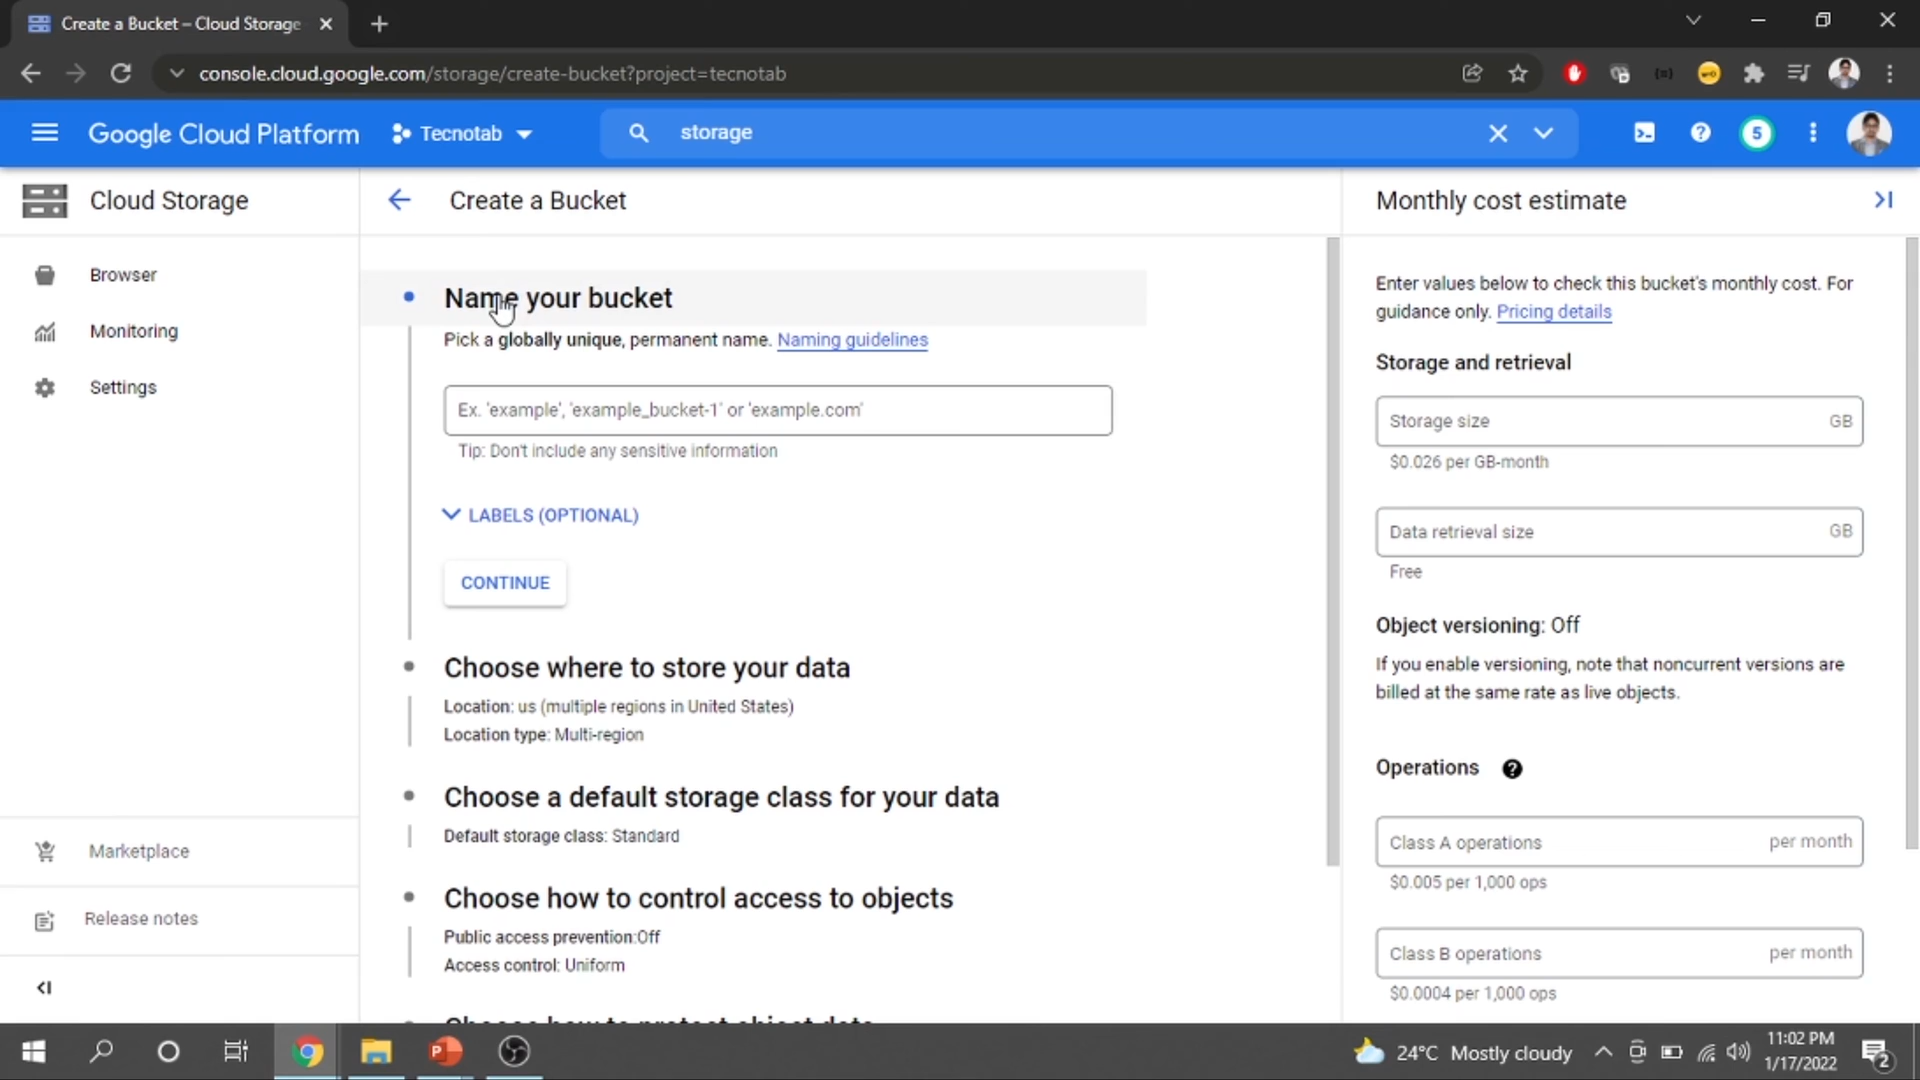 Create a Bucket – Cloud Storage
console.cloud.google.com/storage/create-bucket?project=tecnotab
Google Cloud Platform
Tecnotab
storage
5
Cloud Storage
Browser
Monitoring
Settings
Marketplace
Release notes
Create a Bucket
Name your bucket
Pick a globally unique, permanent name. Naming guidelines
Ex. 'example', 'example_bucket-1' or 'example.com'
Tip: Don't include any sensitive information
LABELS (OPTIONAL)
CONTINUE
Choose where to store your data
Location: us (multiple regions in United States)
Location type: Multi-region
Choose a default storage class for your data
Default storage class: Standard
Choose how to control access to objects
Public access prevention:Off
Access control: Uniform
Choose how to protect object data
Monthly cost estimate
Enter values below to check this bucket's monthly cost. For
guidance only. Pricing details
Storage and retrieval
Storage size GB
$0.026 per GB-month
Data retrieval size GB
Free
Object versioning: Off
If you enable versioning, note that noncurrent versions are
billed at the same rate as live objects.
Operations
Class A operations per month
$0.005 per 1,000 ops
Class B operations per month
$0.0004 per 1,000 ops
24°C Mostly cloudy
11:02 PM
1/17/2022
2